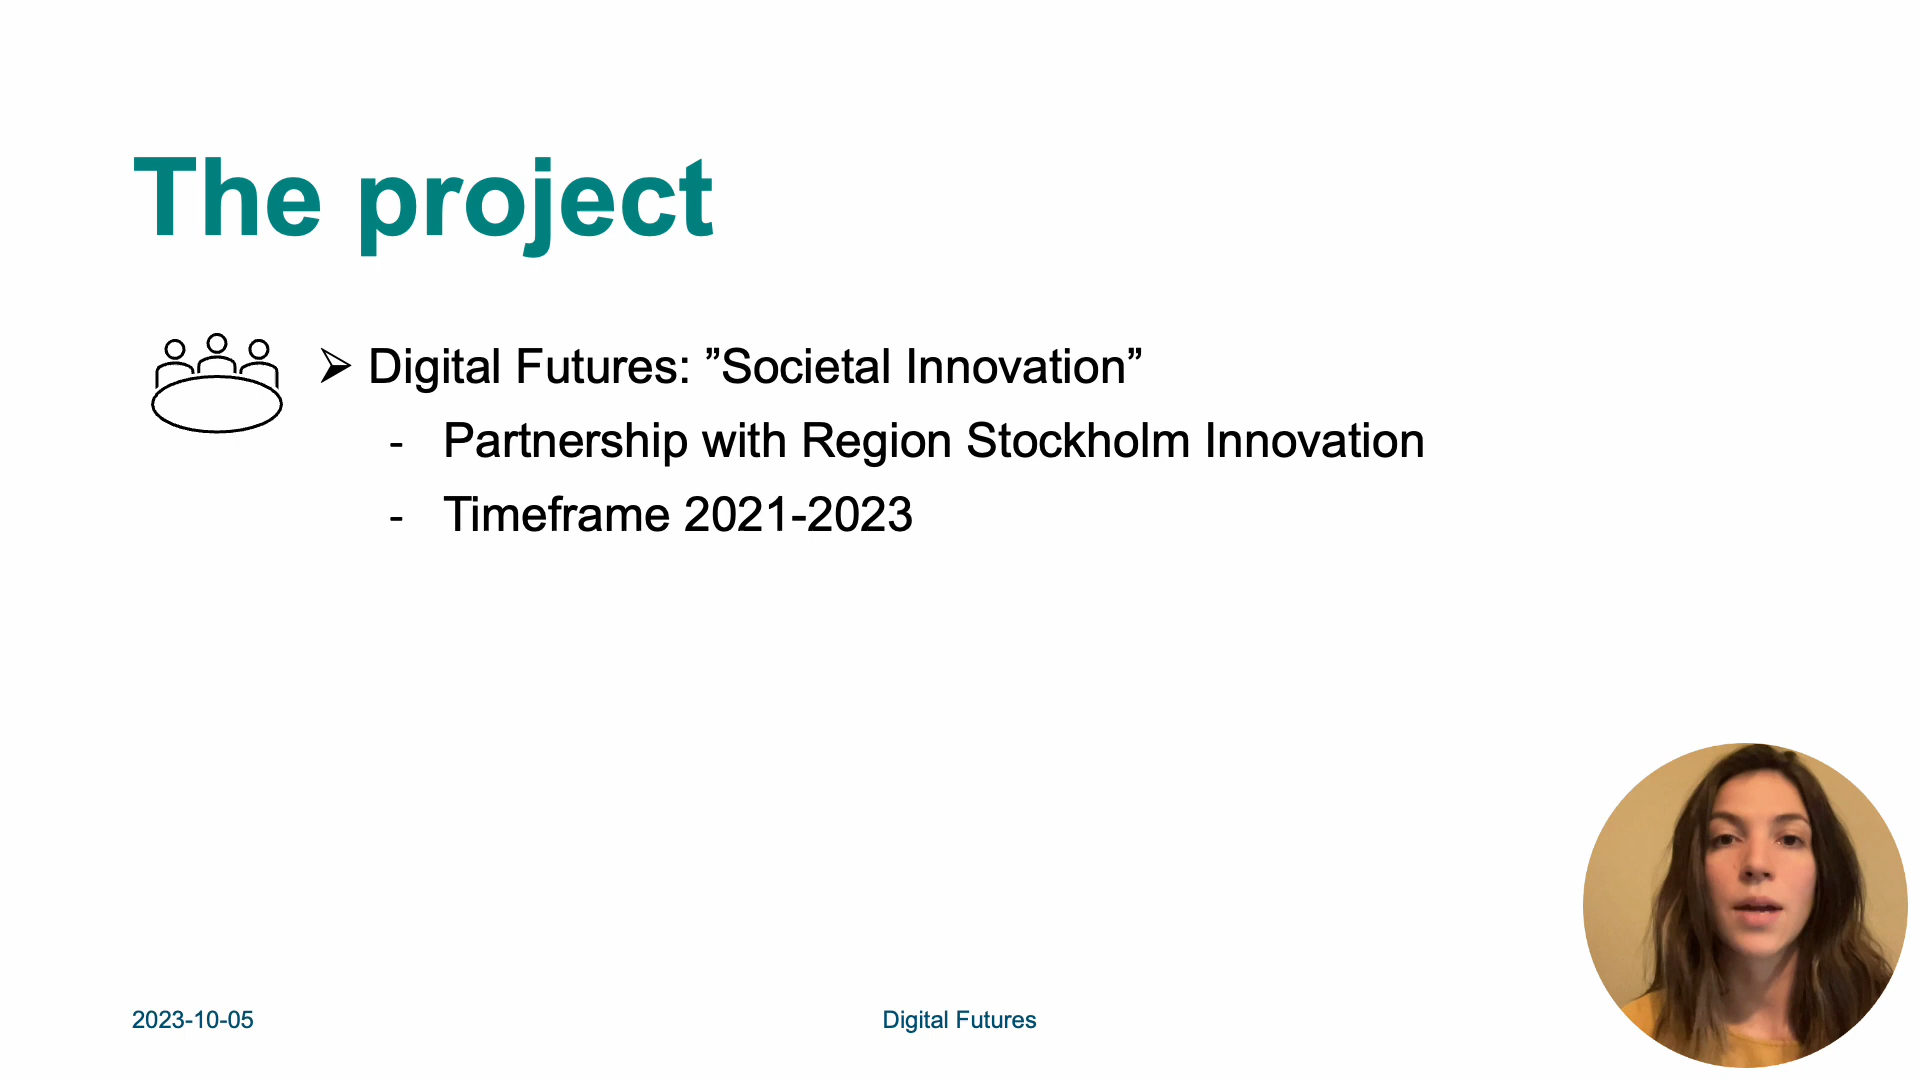 The project
➢ Digital Futures: ”Societal Innovation”
- Partnership with Region Stockholm Innovation
- Timeframe 2021-2023
2023-10-05
Digital Futures